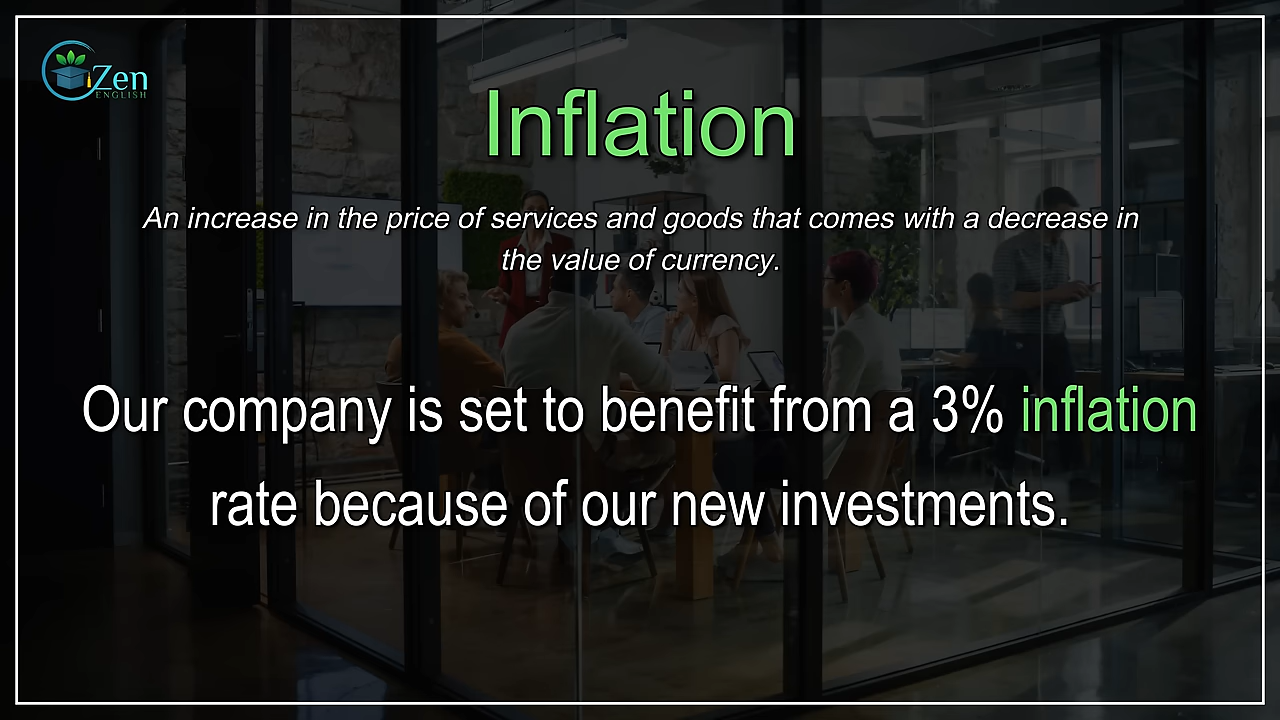 Zen
ENGLISH
Inflation
An increase in the price of services and goods that comes with a decrease in
the value of currency.
Our company is set to benefit from a 3% inflation
rate because of our new investments.